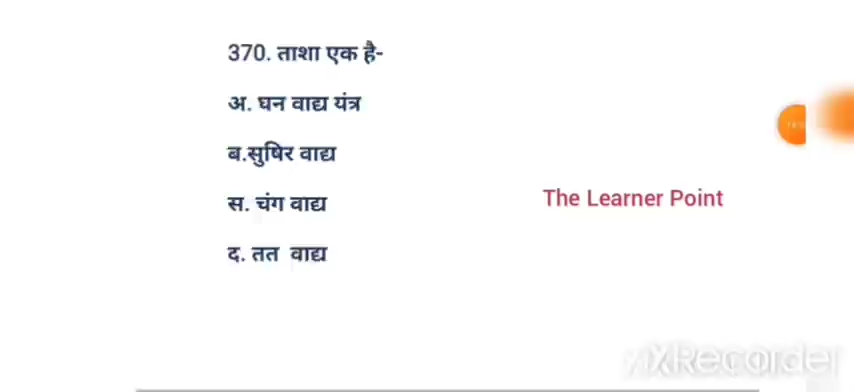 370. ताशा एक है-
अ. घन वाद्य यंत्र
ब.सुषिर वाद्य
स. चंग वाद्य
The Learner Point
द. तत वाद्य
XRecorder